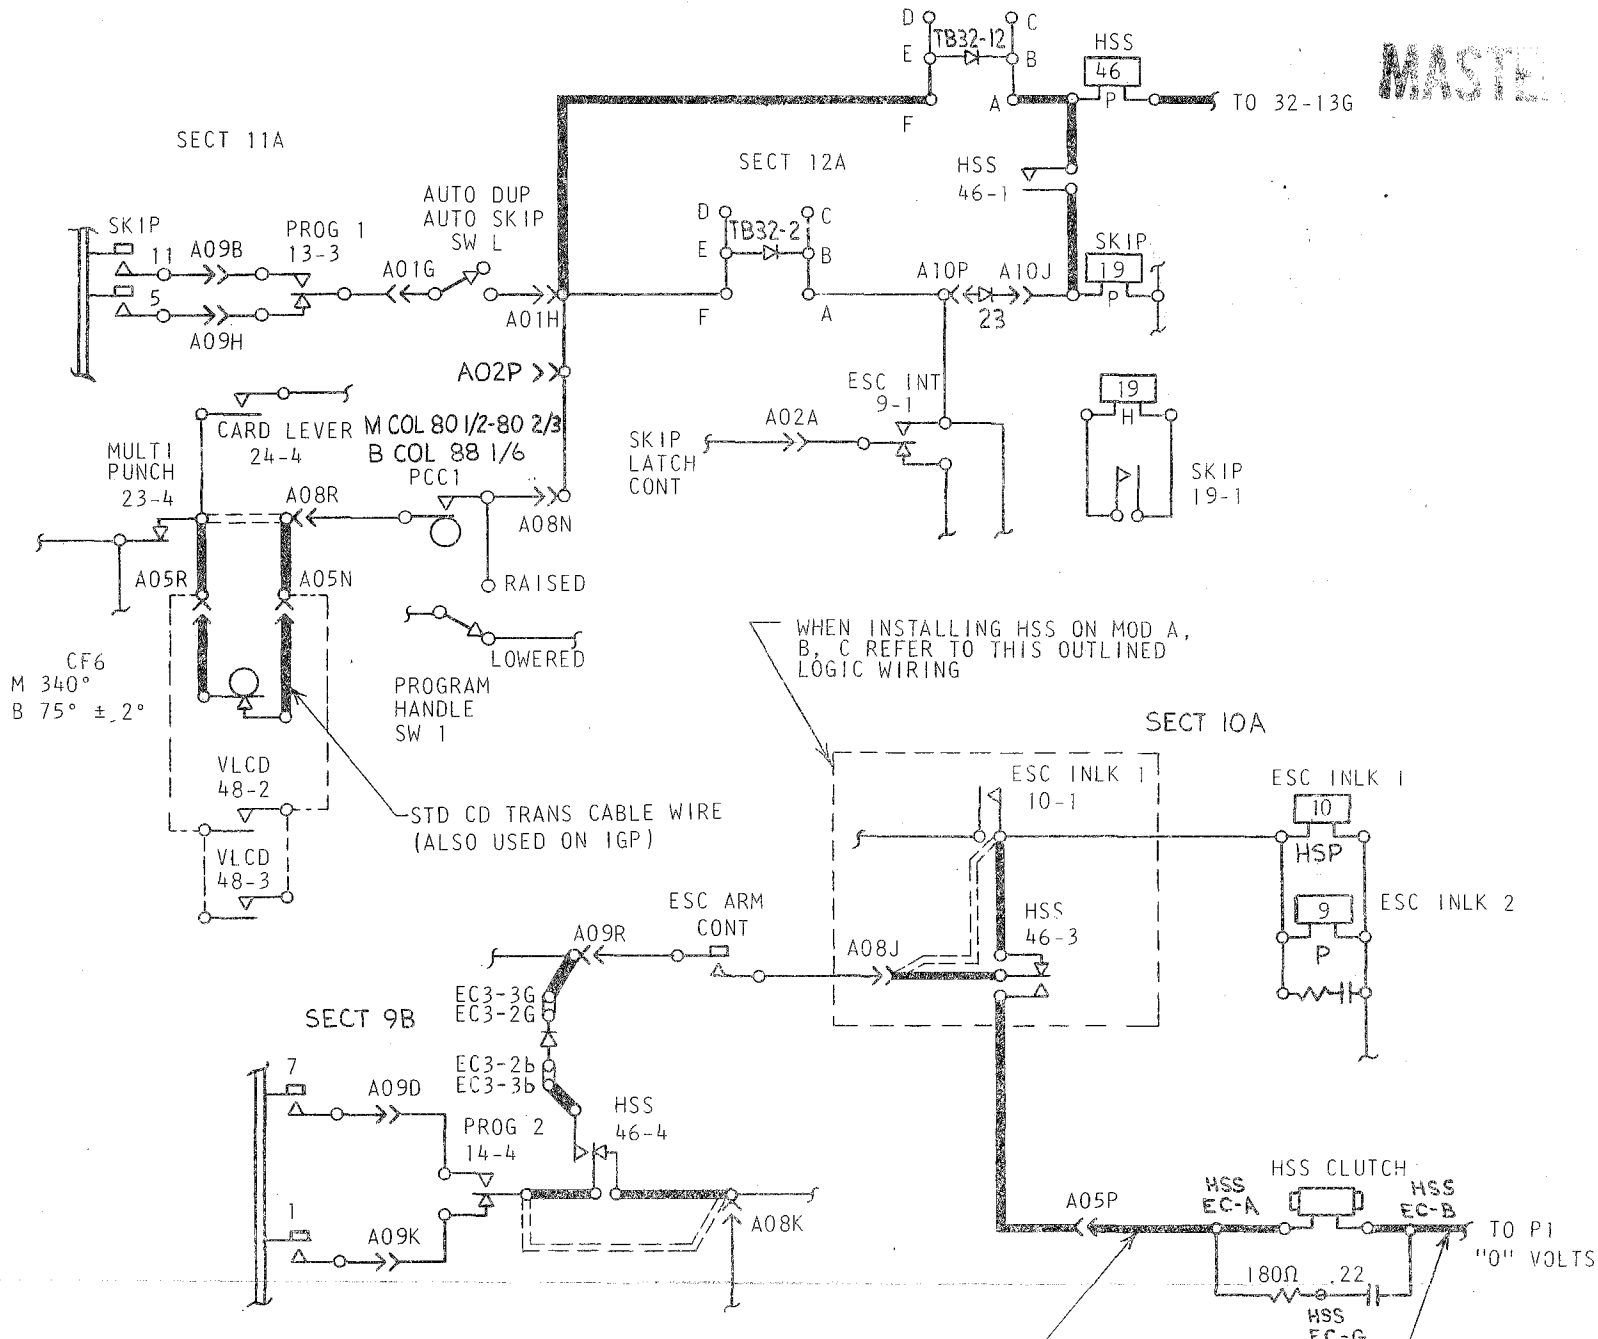 D
C
TB32-12
HSS
E
B
46
MASTE
P
TO 32-13G
F
A
SECT 11A
SECT 12A
HSS
46-1
AUTO DUP
AUTO SKIP
SW L
SKIP
PROG 1
13-3
D
C
TB32-2
SKIP
11
A09B
A01G
E
B
A10P
A10J
19
5
P
A09H
A01H
F
A
23
A02P
ESC INT
9-1
19
H
CARD LEVER
24-4
M COL 80 1/2-80 2/3
B COL 88 1/6
PCC1
A02A
SKIP
LATCH
CONT
SKIP
19-1
MULTI
PUNCH
23-4
A08R
A08N
A05R
A05N
RAISED
LOWERED
WHEN INSTALLING HSS ON MOD A,
B, C REFER TO THIS OUTLINED
LOGIC WIRING
CF6
M 340°
B 75° ± 2°
PROGRAM
HANDLE
SW 1
SECT 10A
VLCD
48-2
ESC INLK 1
10-1
ESC INLK 1
10
STD CD TRANS CABLE WIRE
(ALSO USED ON IGP)
HSP
VLCD
48-3
ESC ARM
CONT
HSS
46-3
9
ESC INLK 2
P
A09R
A08J
EC3-3G
EC3-2G
SECT 9B
EC3-2b
EC3-3b
7
A09D
HSS
46-4
PROG 2
14-4
1
A09K
A08K
A05P
HSS
EC-A
HSS CLUTCH
HSS
EC-B
TO P1
"0" VOLTS
180Ω
.22
HSS
EC-G